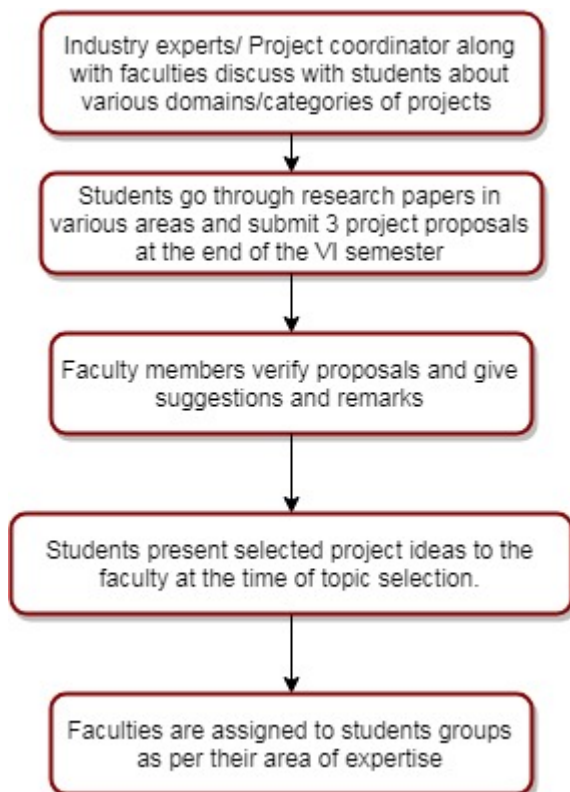 Industry experts/ Project coordinator along
with faculties discuss with students about
various domains/categories of projects
Students go through research papers in
various areas and submit 3 project proposals
at the end of the VI semester
Faculty members verify proposals and give
suggestions and remarks
Students present selected project ideas to the
faculty at the time of topic selection.
Faculties are assigned to students groups
as per their area of expertise